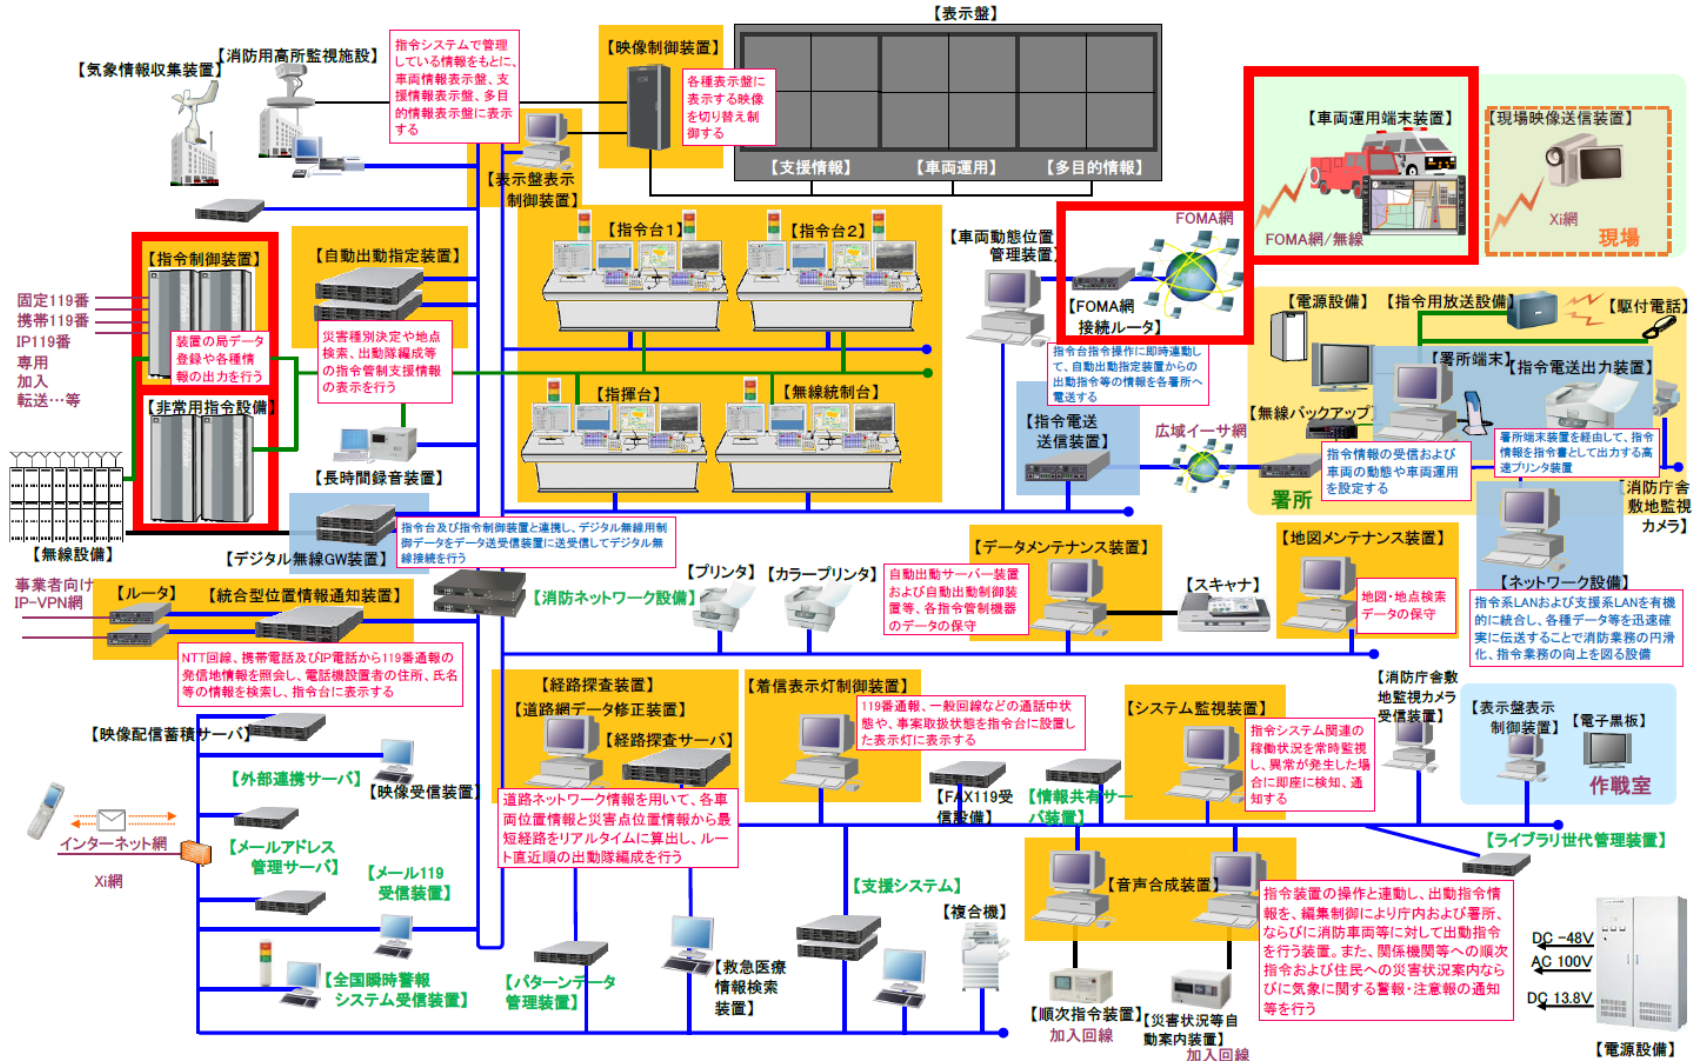 【表示盤】
【消防用高所監視施設】
【気象情報収集装置】
指令システムで管理
している情報をもとに、
車両情報表示盤、支
援情報表示盤、多目
的情報表示盤に表示
する
【映像制御装置】
各種表示盤に
表示する映像
を切り替え制
御する
【支援情報】
【車両運用】
【多目的情報】
【表示盤表示
制御装置】
【車両運用端末装置】
FOMA網/無線
【現場映像送信装置】
Xi網
現場
【指令制御装置】
固定119番
携帯119番
IP119番
専用
加入
転送…等
装置の局データ
登録や各種情
報の出力を行う
【非常用指令設備】
【自動出動指定装置】
災害種別決定や地点
検索、出動隊編成等
の指令管制支援情報
の表示を行う
【長時間録音装置】
【指令台1】
【指令台2】
【指揮台】
【無線統制台】
【車両動態位置
管理装置】
FOMA網
【FOMA網
接続ルータ】
指令台指令操作に即時連動し
て、自動出動指定装置からの
出動指令等の情報を各署所へ
電送する
【指令電送
送信装置】
広域イーサ網
【電源設備】
【指令用放送設備】
【駆付電話】
【署所端末】
【指令電送出力装置】
【無線バックアップ】
指令情報の受信および
車両の動態や車両運用
を設定する
署所端末装置を経由して、指令
情報を指令書として出力する高
速プリンタ装置
署所
【消防庁舎
敷地監視
カメラ】
【無線設備】
【デジタル無線GW装置】
指令台及び指令制御装置と連携し、デジタル無線用制
御データをデータ送受信装置に送受信してデジタル無
線接続を行う
【消防ネットワーク設備】
【プリンタ】
【カラープリンタ】
【データメンテナンス装置】
自動出動サーバー装置
および自動出動制御装
置等、各指令管制機器
のデータの保守
【スキャナ】
【地図メンテナンス装置】
地図・地点検索
データの保守
【ネットワーク設備】
指令系LANおよび支援系LANを有機
的に統合し、各種データ等を迅速確
実に伝送することで消防業務の円滑
化、指令業務の向上を図る設備
事業者向け
IP-VPN網
【ルータ】
【統合型位置情報通知装置】
NTT回線、携帯電話及びIP電話から119番通報の
発信地情報を照会し、電話機設置者の住所、氏名
等の情報を検索し、指令台に表示する
【経路探査装置】
【道路網データ修正装置】
【経路探査サーバ】
道路ネットワーク情報を用いて、各車
両位置情報と災害点位置情報から最
短経路をリアルタイムに算出し、ルー
ト直近順の出動隊編成を行う
【着信表示灯制御装置】
119番通報、一般回線などの通話中状
態や、事案取扱状態を指令台に設置し
た表示灯に表示する
【FAX119受
信設備】
【情報共有サー
バ装置】
【システム監視装置】
指令システム関連の
稼働状況を常時監視
し、異常が発生した場
合に即座に検知、通
知する
【消防庁舎敷
地監視カメラ
受信装置】
【表示盤表示
制御装置】
【電子黒板】
作戦室
【映像配信蓄積サーバ】
【外部連携サーバ】
【映像受信装置】
インターネット網
Xi網
【メールアドレス
管理サーバ】
【メール119
受信装置】
【全国瞬時警報
システム受信装置】
【パターンデータ
管理装置】
【救急医療
情報検索
装置】
【支援システム】
【複合機】
【音声合成装置】
【順次指令装置】
加入回線
【災害状況等自
動案内装置】
加入回線
【ライブラリ世代管理装置】
指令装置の操作と連動し、出動指令情
報を、編集制御により庁内および署所、
ならびに消防車両等に対して出動指令
を行う装置。また、関係機関等への順次
指令および住民への災害状況案内なら
びに気象に関する警報・注意報の通知
等を行う
DC -48V
AC 100V
DC 13.8V
【電源設備】